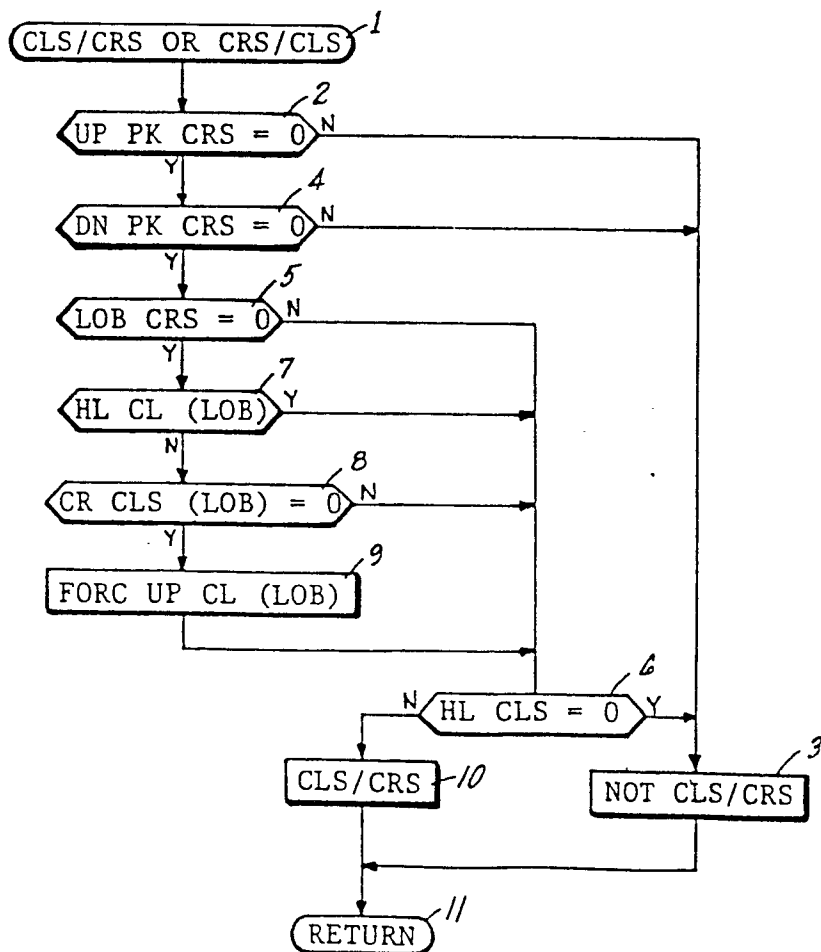 CLS/CRS OR CRS/CLS 1
UP PK CRS = 0 2 N
Y
DN PK CRS = 0 4 N
Y
LOB CRS = 0 5 N
Y
HL CL (LOB) 7 Y
N
CR CLS (LOB) = 0 8 N
Y
FORC UP CL (LOB) 9
N HL CLS = 0 6 Y
CLS/CRS 10
NOT CLS/CRS 3
RETURN 11